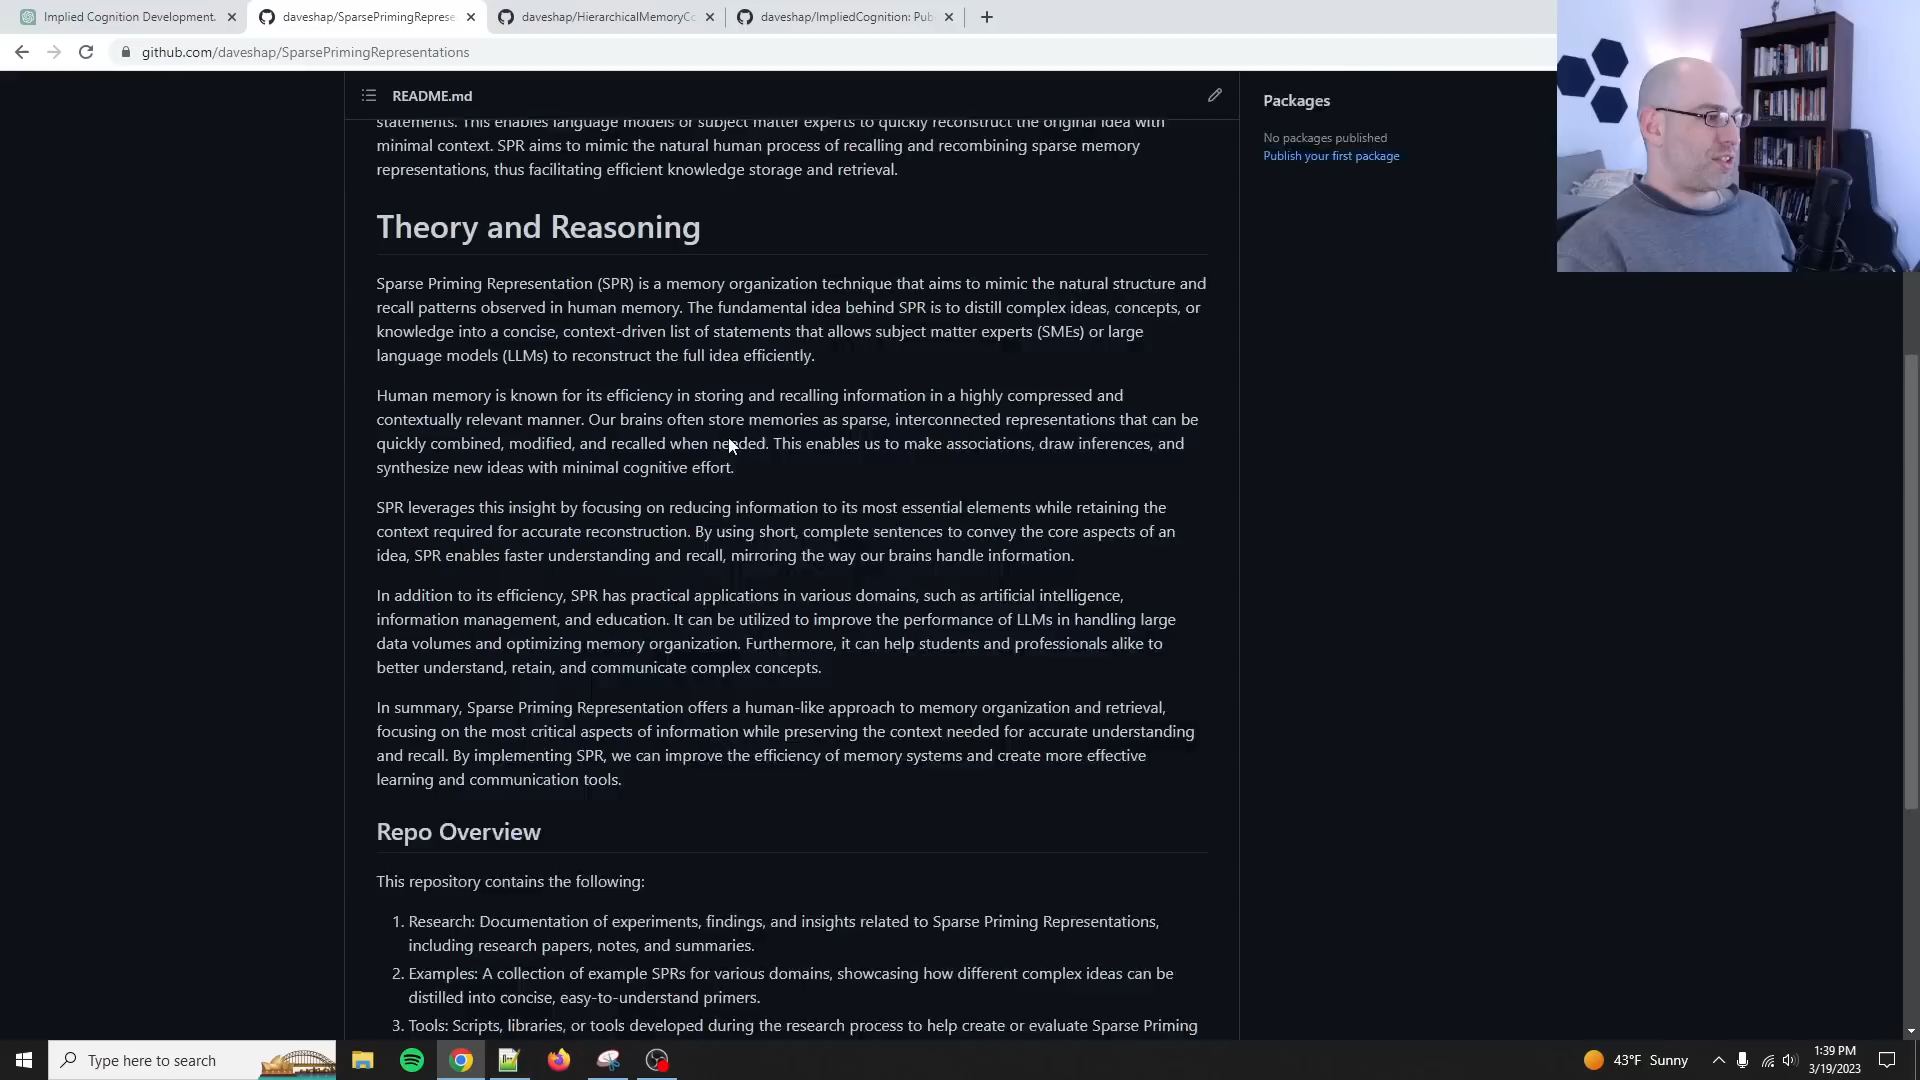 Implied Cognition Development.
daveshap/SparsePrimingReprese
daveshap/HierarchicalMemoryCo
daveshap/ImpliedCognition: Pub
github.com/daveshap/SparsePrimingRepresentations
README.md
statements. This enables language models or subject matter experts to quickly reconstruct the original idea with
minimal context. SPR aims to mimic the natural human process of recalling and recombining sparse memory
representations, thus facilitating efficient knowledge storage and retrieval.
Theory and Reasoning
Sparse Priming Representation (SPR) is a memory organization technique that aims to mimic the natural structure and
recall patterns observed in human memory. The fundamental idea behind SPR is to distill complex ideas, concepts, or
knowledge into a concise, context-driven list of statements that allows subject matter experts (SMEs) or large
language models (LLMs) to reconstruct the full idea efficiently.
Human memory is known for its efficiency in storing and recalling information in a highly compressed and
contextually relevant manner. Our brains often store memories as sparse, interconnected representations that can be
quickly combined, modified, and recalled when needed. This enables us to make associations, draw inferences, and
synthesize new ideas with minimal cognitive effort.
SPR leverages this insight by focusing on reducing information to its most essential elements while retaining the
context required for accurate reconstruction. By using short, complete sentences to convey the core aspects of an
idea, SPR enables faster understanding and recall, mirroring the way our brains handle information.
In addition to its efficiency, SPR has practical applications in various domains, such as artificial intelligence,
information management, and education. It can be utilized to improve the performance of LLMs in handling large
data volumes and optimizing memory organization. Furthermore, it can help students and professionals alike to
better understand, retain, and communicate complex concepts.
In summary, Sparse Priming Representation offers a human-like approach to memory organization and retrieval,
focusing on the most critical aspects of information while preserving the context needed for accurate understanding
and recall. By implementing SPR, we can improve the efficiency of memory systems and create more effective
learning and communication tools.
Repo Overview
This repository contains the following:
1. Research: Documentation of experiments, findings, and insights related to Sparse Priming Representations,
including research papers, notes, and summaries.
2. Examples: A collection of example SPRs for various domains, showcasing how different complex ideas can be
distilled into concise, easy-to-understand primers.
3. Tools: Scripts, libraries, or tools developed during the research process to help create or evaluate Sparse Priming
Packages
No packages published
Publish your first package
Type here to search
43°F Sunny
1:39 PM
3/19/2023